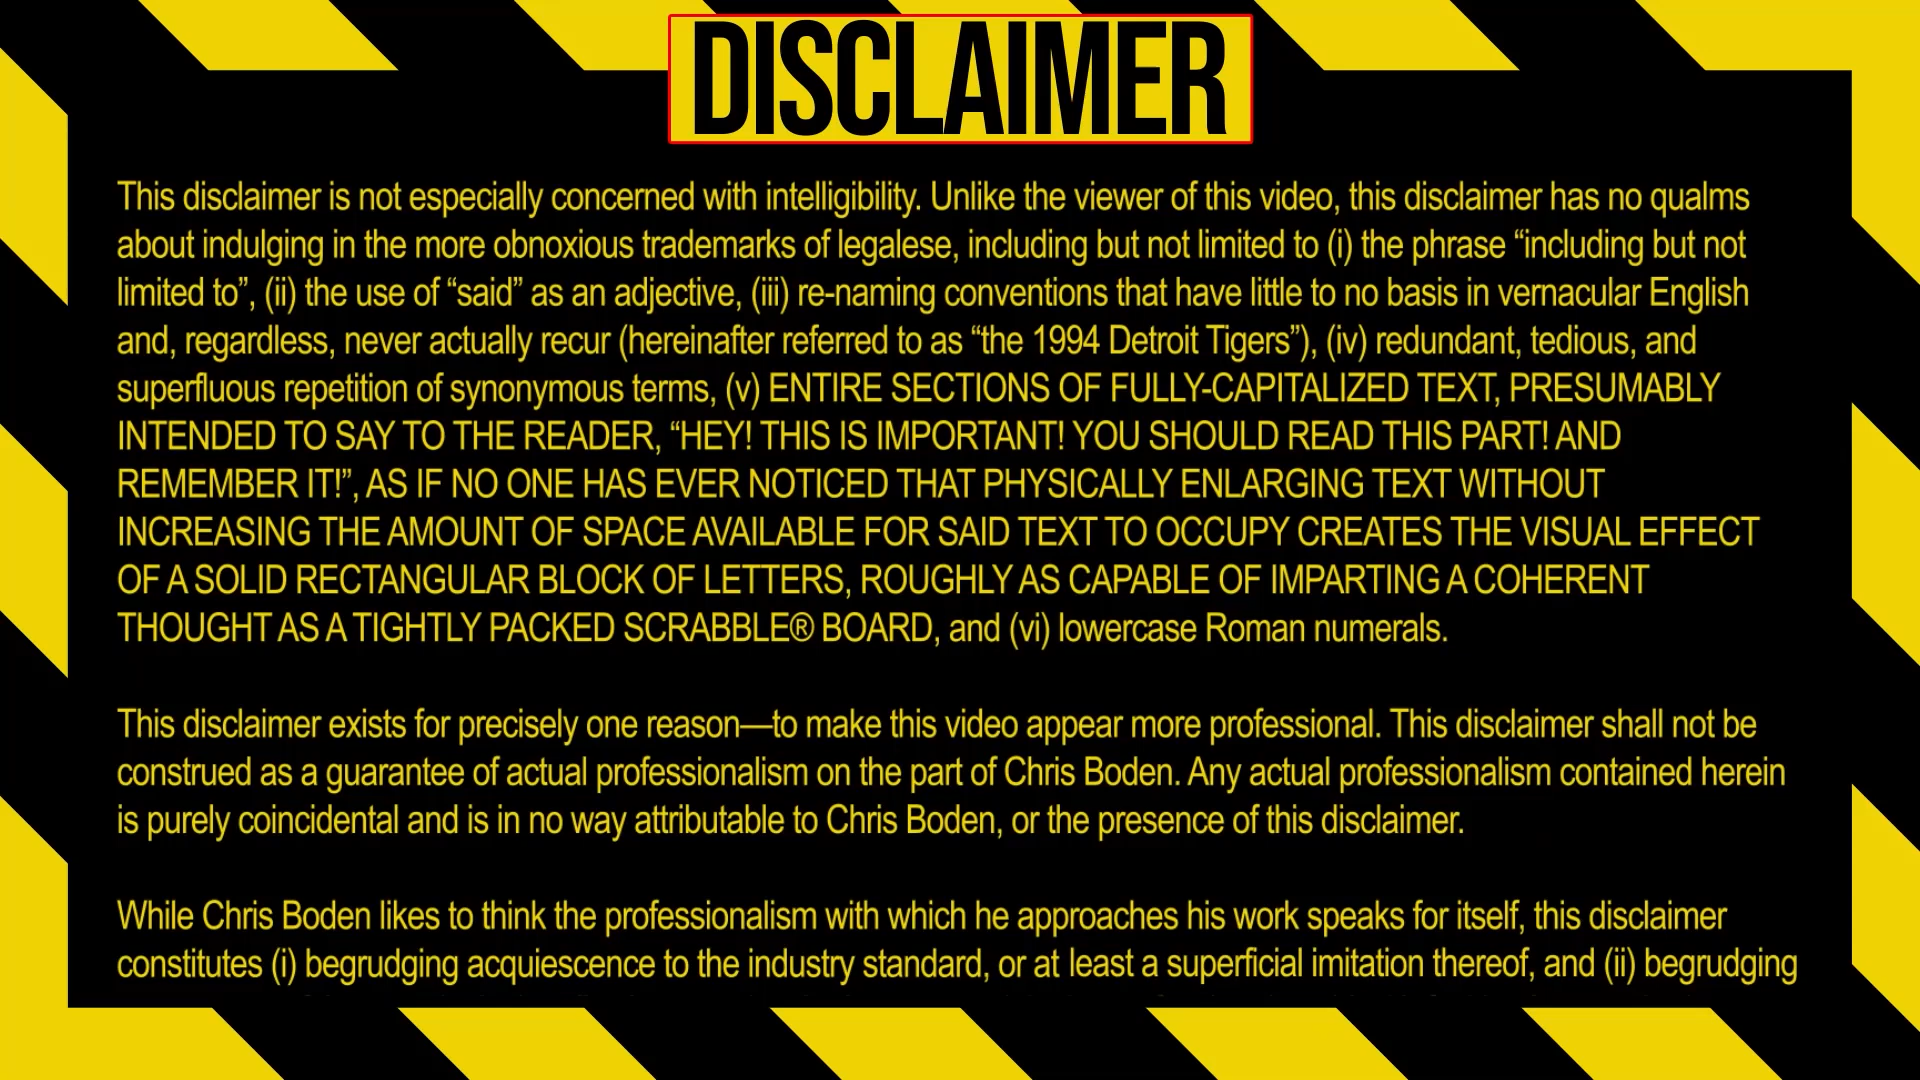 DISCLAIMER
This disclaimer is not especially concerned with intelligibility. Unlike the viewer of this video, this disclaimer has no qualms
about indulging in the more obnoxious trademarks of legalese, including but not limited to (i) the phrase “including but not
limited to”, (ii) the use of “said” as an adjective, (iii) re-naming conventions that have little to no basis in vernacular English
and, regardless, never actually recur (hereinafter referred to as “the 1994 Detroit Tigers”), (iv) redundant, tedious, and
superfluous repetition of synonymous terms, (v) ENTIRE SECTIONS OF FULLY-CAPITALIZED TEXT, PRESUMABLY
INTENDED TO SAY TO THE READER, “HEY! THIS IS IMPORTANT! YOU SHOULD READ THIS PART! AND
REMEMBER IT!”, AS IF NO ONE HAS EVER NOTICED THAT PHYSICALLY ENLARGING TEXT WITHOUT
INCREASING THE AMOUNT OF SPACE AVAILABLE FOR SAID TEXT TO OCCUPY CREATES THE VISUAL EFFECT
OF A SOLID RECTANGULAR BLOCK OF LETTERS, ROUGHLY AS CAPABLE OF IMPARTING A COHERENT
THOUGHT AS A TIGHTLY PACKED SCRABBLE® BOARD, and (vi) lowercase Roman numerals.
This disclaimer exists for precisely one reason—to make this video appear more professional. This disclaimer shall not be
construed as a guarantee of actual professionalism on the part of Chris Boden. Any actual professionalism contained herein
is purely coincidental and is in no way attributable to Chris Boden, or the presence of this disclaimer.
While Chris Boden likes to think the professionalism with which he approaches his work speaks for itself, this disclaimer
constitutes (i) begrudging acquiescence to the industry standard, or at least a superficial imitation thereof, and (ii) begrudging